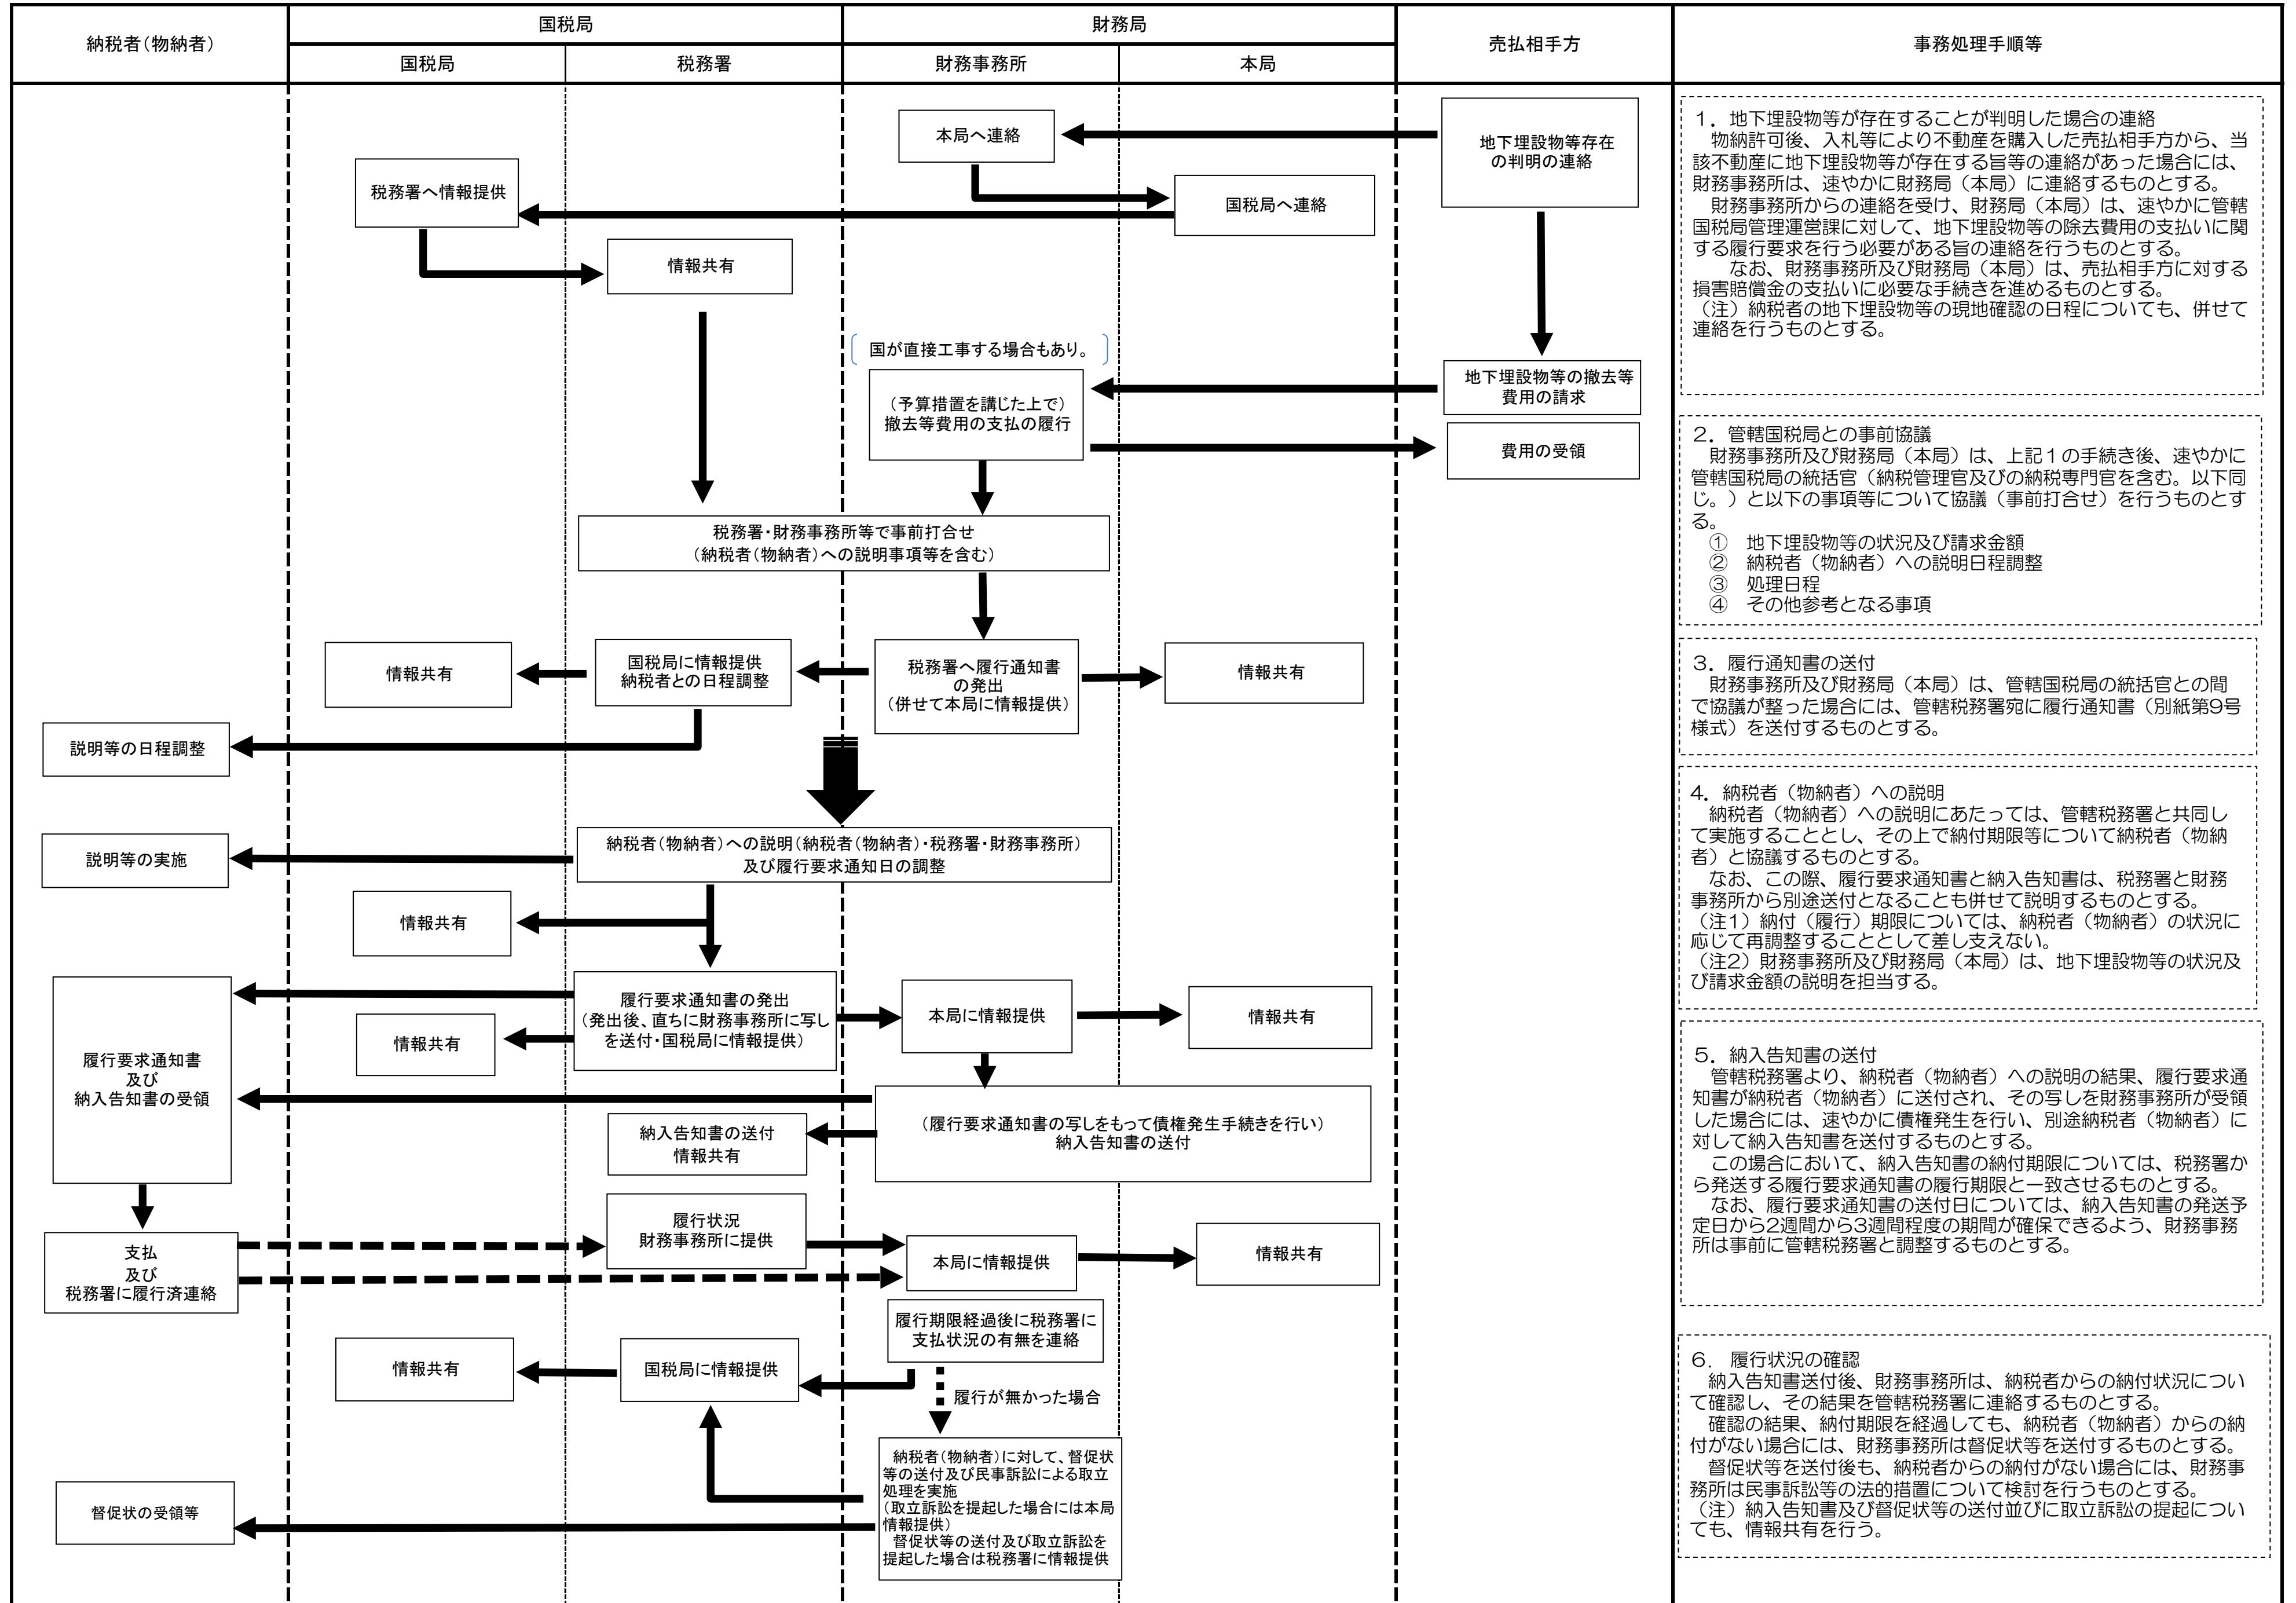 納税者（物納者）
国税局
財務局
売払相手方
事務処理手順等
国税局
税務署
財務事務所
本局
地下埋設物等存在
の判明の連絡
本局へ連絡
国税局へ連絡
税務署へ情報提供
情報共有
国が直接工事する場合もあり。
地下埋設物等の撤去等
費用の請求
（予算措置を講じた上で）
撤去等費用の支払の履行
費用の受領
税務署・財務事務所等で事前打合せ
（納税者（物納者）への説明事項等を含む）
情報共有
国税局に情報提供
納税者との日程調整
税務署へ履行通知書
の発出
（併せて本局に情報提供）
情報共有
説明等の日程調整
説明等の実施
納税者（物納者）への説明（納税者（物納者）・税務署・財務事務所）
及び履行要求通知日の調整
情報共有
履行要求通知書
及び
納入告知書の受領
情報共有
履行要求通知書の発出
（発出後、直ちに財務事務所に写し
を送付・国税局に情報提供）
本局に情報提供
情報共有
（履行要求通知書の写しをもって債権発生手続きを行い）
納入告知書の送付
納入告知書の送付
情報共有
支払
及び
税務署に履行済連絡
履行状況
財務事務所に提供
本局に情報提供
情報共有
履行期限経過後に税務署に
支払状況の有無を連絡
情報共有
国税局に情報提供
履行が無かった場合
納税者（物納者）に対して、督促状
等の送付及び民事訴訟による取立
処理を実施
（取立訴訟を提起した場合には本局
情報提供）
督促状等の送付及び取立訴訟を
提起した場合は税務署に情報提供
督促状の受領等
１．地下埋設物等が存在することが判明した場合の連絡
物納許可後、入札等により不動産を購入した売払相手方から、当
該不動産に地下埋設物等が存在する旨等の連絡があった場合には、
財務事務所は、速やかに財務局（本局）に連絡するものとする。
財務事務所からの連絡を受け、財務局（本局）は、速やかに管轄
国税局管理運営課に対して、地下埋設物等の除去費用の支払いに関
する履行要求を行う必要がある旨の連絡を行うものとする。
なお、財務事務所及び財務局（本局）は、売払相手方に対する
損害賠償金の支払いに必要な手続きを進めるものとする。
（注）納税者の地下埋設物等の現地確認の日程についても、併せて
連絡を行うものとする。
２．管轄国税局との事前協議
財務事務所及び財務局（本局）は、上記１の手続き後、速やかに
管轄国税局の統括官（納税管理官及びの納税専門官を含む。以下同
じ。）と以下の事項等について協議（事前打合せ）を行うものとす
る。
①　地下埋設物等の状況及び請求金額
②　納税者（物納者）への説明日程調整
③　処理日程
④　その他参考となる事項
３．履行通知書の送付
財務事務所及び財務局（本局）は、管轄国税局の統括官との間
で協議が整った場合には、管轄税務署宛に履行通知書（別紙第9号
様式）を送付するものとする。
４．納税者（物納者）への説明
納税者（物納者）への説明にあたっては、管轄税務署と共同し
て実施することとし、その上で納付期限等について納税者（物納
者）と協議するものとする。
なお、この際、履行要求通知書と納入告知書は、税務署と財務
事務所から別途送付となることも併せて説明するものとする。
（注1）納付（履行）期限については、納税者（物納者）の状況に
応じて再調整することとして差し支えない。
（注2）財務事務所及び財務局（本局）は、地下埋設物等の状況及
び請求金額の説明を担当する。
５．納入告知書の送付
管轄税務署より、納税者（物納者）への説明の結果、履行要求通
知書が納税者（物納者）に送付され、その写しを財務事務所が受領
した場合には、速やかに債権発生を行い、別途納税者（物納者）に
対して納入告知書を送付するものとする。
この場合において、納入告知書の納付期限については、税務署か
ら発送する履行要求通知書の履行期限と一致させるものとする。
なお、履行要求通知書の送付日については、納入告知書の発送予
定日から2週間から3週間程度の期間が確保できるよう、財務事務
所は事前に管轄税務署と調整するものとする。
６．履行状況の確認
納入告知書送付後、財務事務所は、納税者からの納付状況につい
て確認し、その結果を管轄税務署に連絡するものとする。
確認の結果、納付期限を経過しても、納税者（物納者）からの納
付がない場合には、財務事務所は督促状等を送付するものとする。
督促状等を送付後も、納税者からの納付がない場合には、財務事
務所は民事訴訟等の法的措置について検討を行うものとする。
（注）納入告知書及び督促状等の送付並びに取立訴訟の提起につい
ても、情報共有を行う。